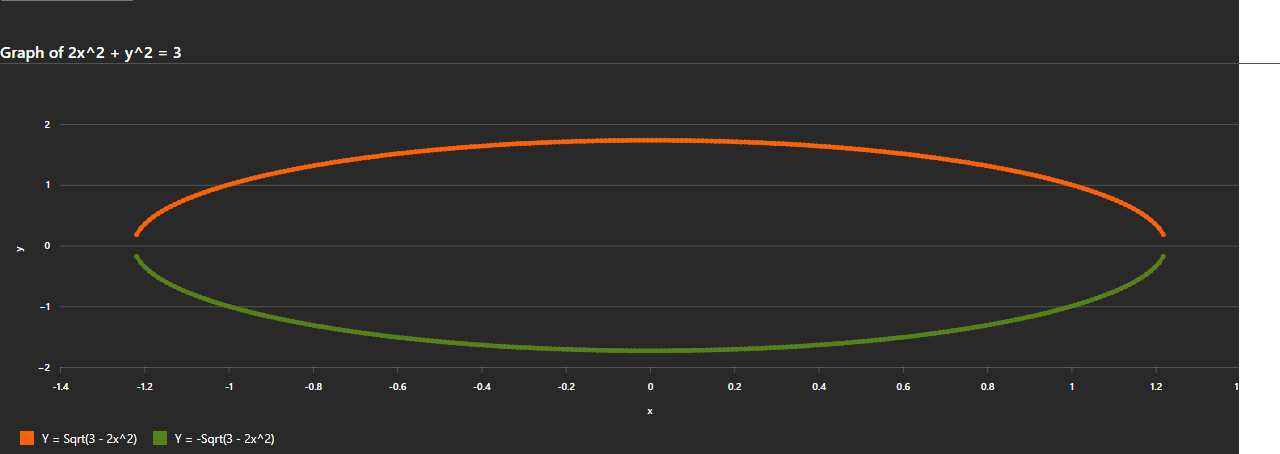 Graph of 2x^2 + y^2 = 3
2
1
0
-1
-2
y
-1.4 -1.2 -1 -0.8 -0.6 -0.4 -0.2 0 0.2 0.4 0.6 0.8 1 1.2 1
x
Y = Sqrt(3 - 2x^2) Y = -Sqrt(3 - 2x^2)